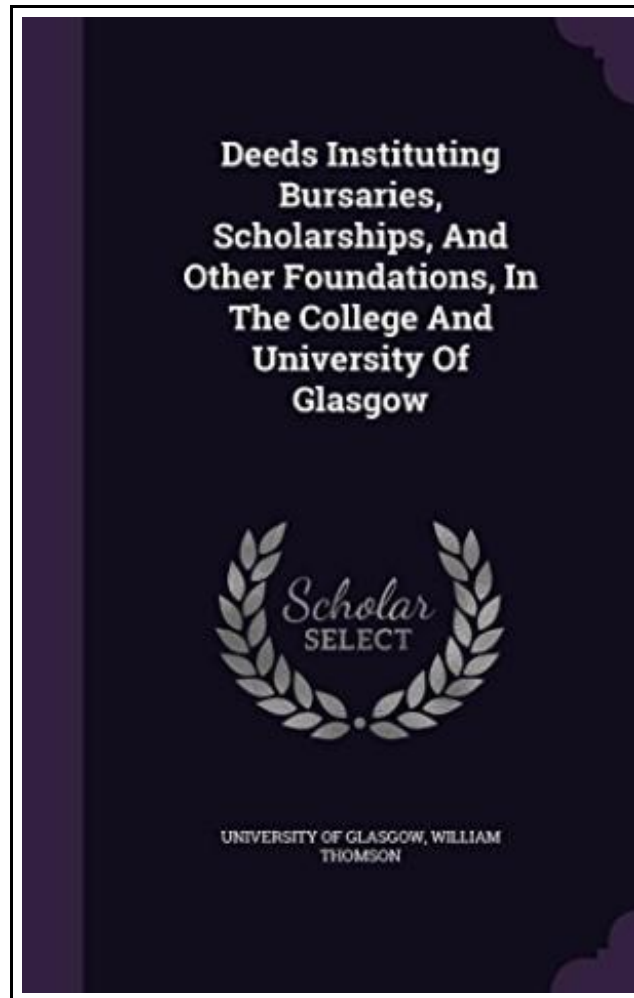 Deeds Instituting
Bursaries,
Scholarships, And
Other Foundations, In
The College And
University Of
Glasgow
Scholar
SELECT
UNIVERSITY OF GLASGOW, WILLIAM
THOMSON